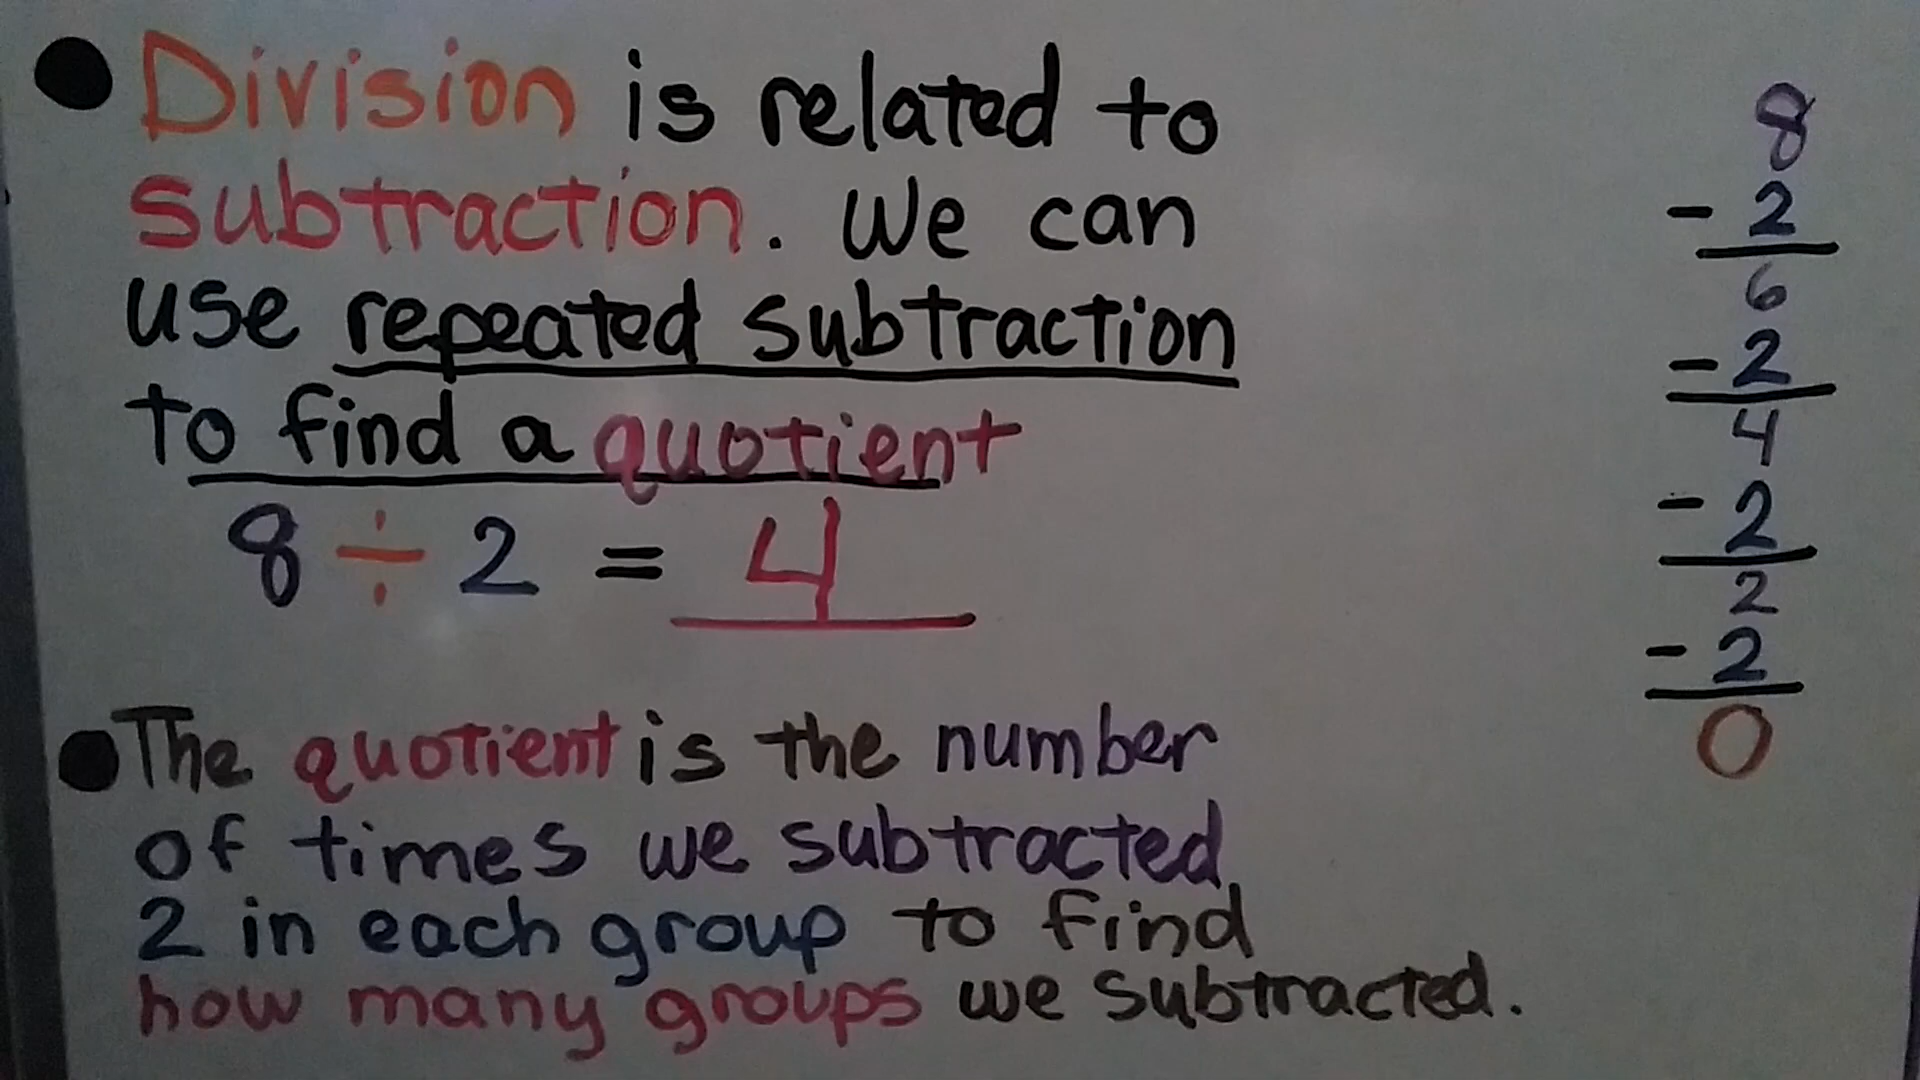 ● Division is related to
subtraction. We can
use repeated subtraction
to find a quotient
8 ÷ 2 = 4
● The quotient is the number
of times we subtracted
2 in each group to find
how many groups we subtracted.
8
- 2
6
- 2
4
- 2
2
- 2
0